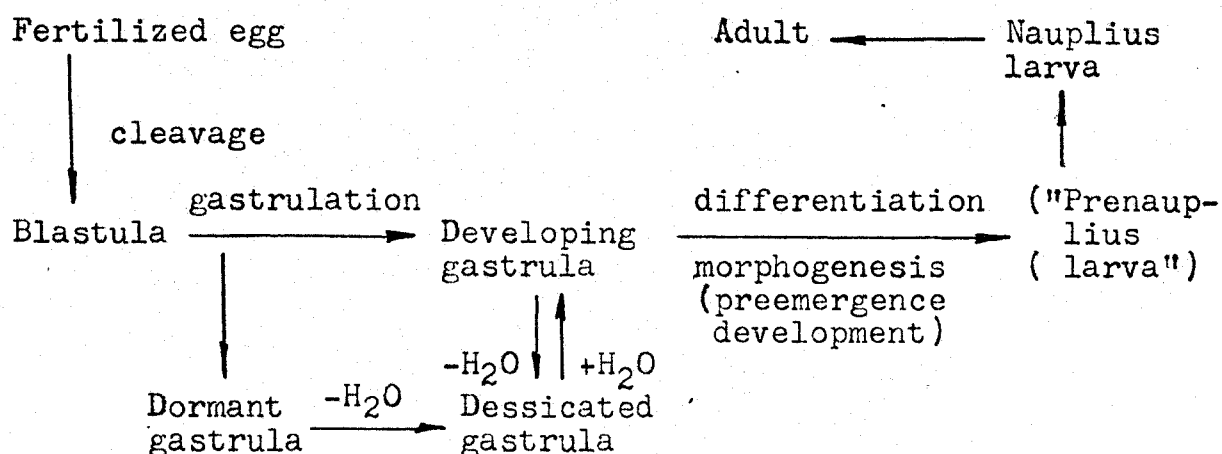 Fertilized egg
Adult
Nauplius
larva
cleavage
gastrulation
differentiation
("Prenaup-
Blastula
Developing
lius
gastrula
morphogenesis
( larva")
(preemergence
development)
-H₂O
+H₂O
Dormant
-H₂O
Dessicated
gastrula
gastrula